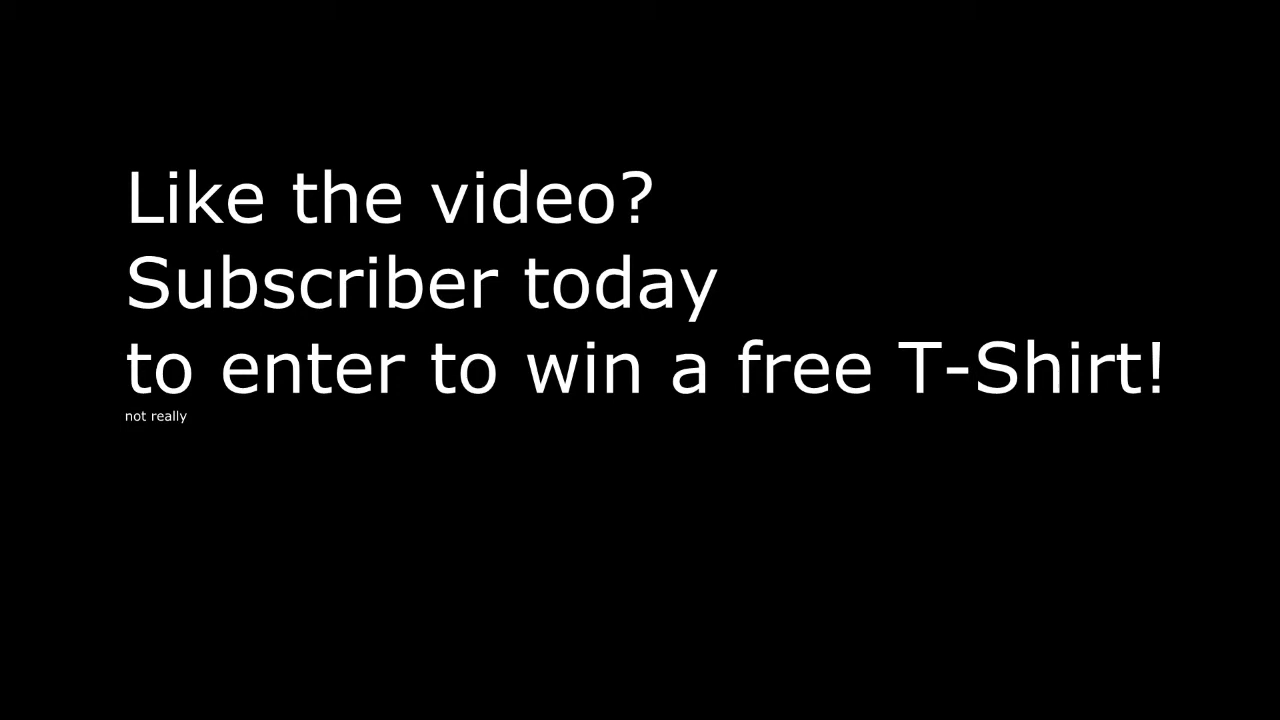 Like the video?
Subscriber today
to enter to win a free T-Shirt!
not really